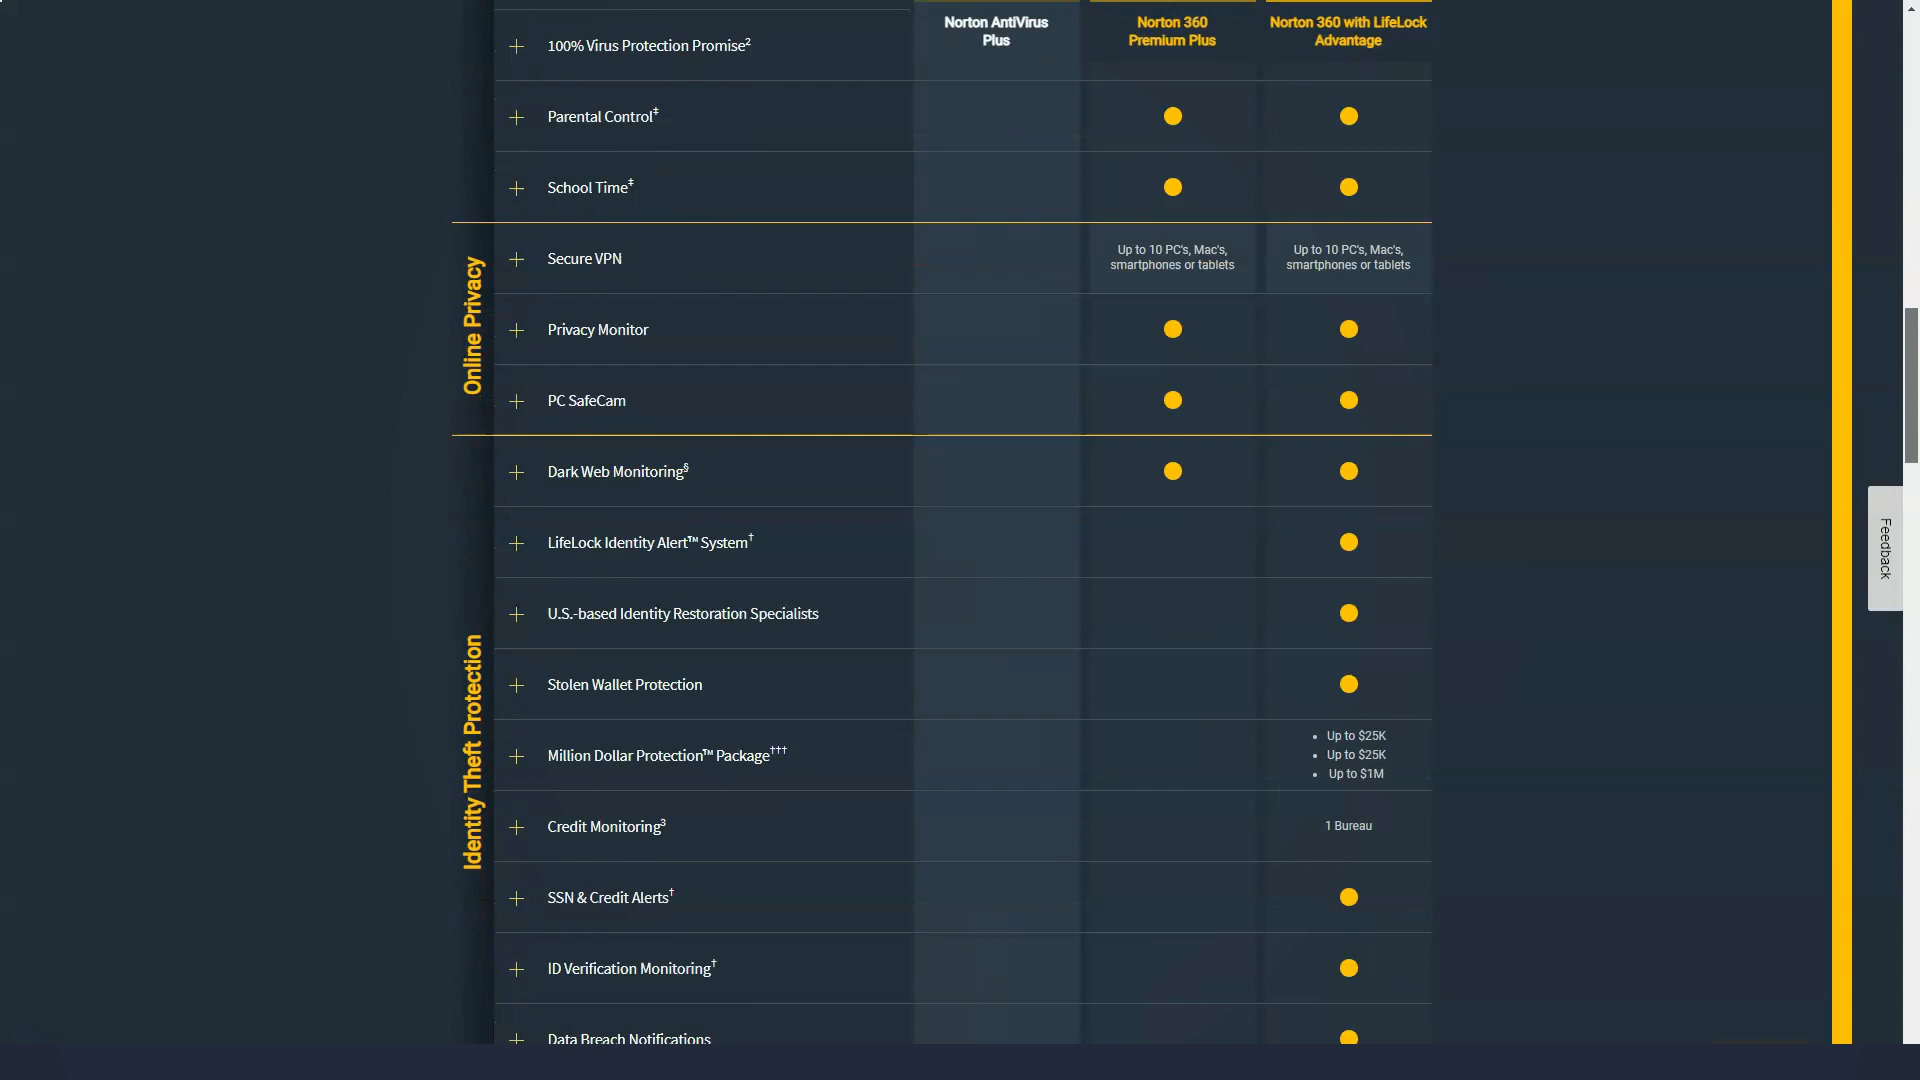 Norton AntiVirus
Plus
Norton 360
Premium Plus
Norton 360 with LifeLock
Advantage
100% Virus Protection Promise²
Parental Control‡
School Time‡
Online Privacy
Secure VPN
Up to 10 PC's, Mac's,
smartphones or tablets
Up to 10 PC's, Mac's,
smartphones or tablets
Privacy Monitor
PC SafeCam
Identity Theft Protection
Dark Web Monitoring§
LifeLock Identity Alert™ System†
U.S.-based Identity Restoration Specialists
Stolen Wallet Protection
Million Dollar Protection™ Package†††
• Up to $25K
• Up to $25K
• Up to $1M
Credit Monitoring³
1 Bureau
SSN & Credit Alerts†
ID Verification Monitoring†
Data Breach Notifications
Feedback